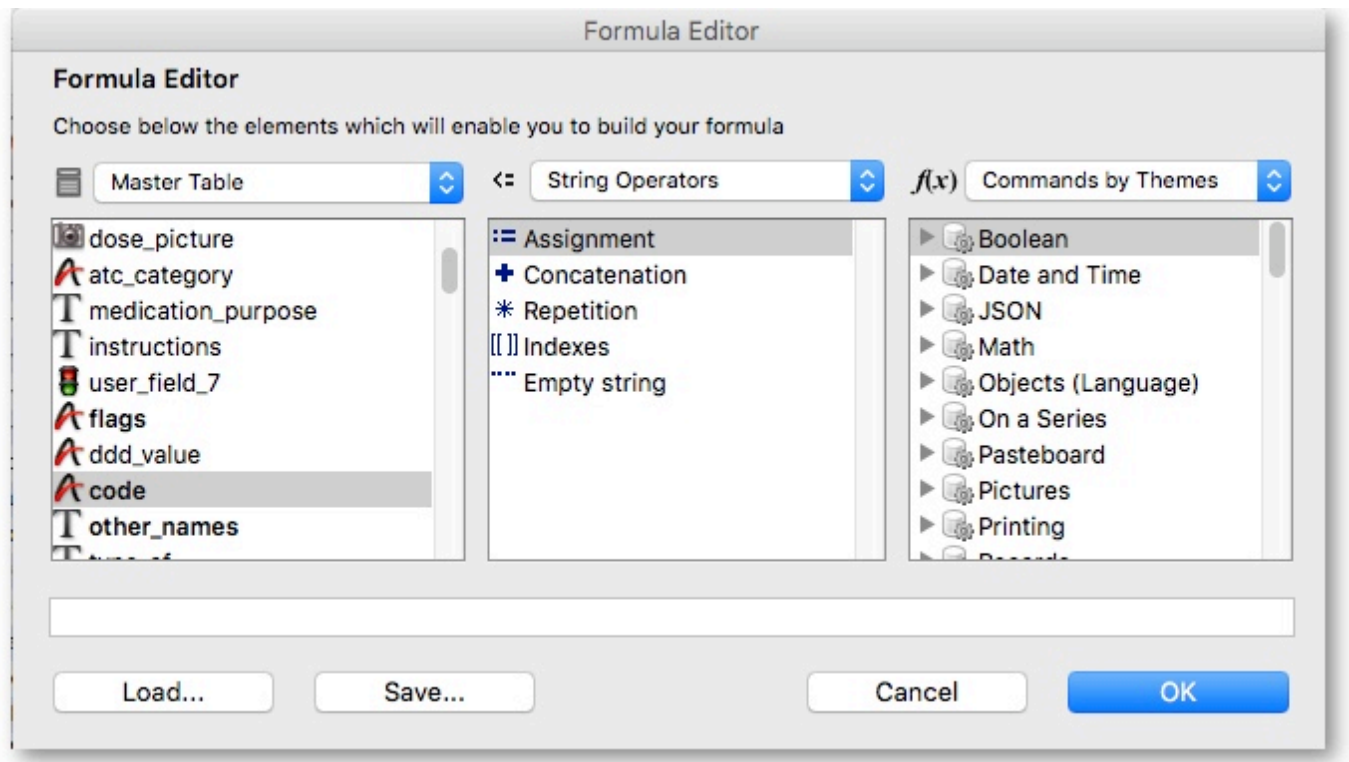 Formula Editor
Formula Editor
Choose below the elements which will enable you to build your formula
Master Table
<= String Operators
f(x) Commands by Themes
dose_picture
atc_category
medication_purpose
instructions
user_field_7
flags
ddd_value
code
other_names
:= Assignment
+ Concatenation
* Repetition
[[ ]] Indexes
Empty string
Boolean
Date and Time
JSON
Math
Objects (Language)
On a Series
Pasteboard
Pictures
Printing
Load...
Save...
Cancel
OK